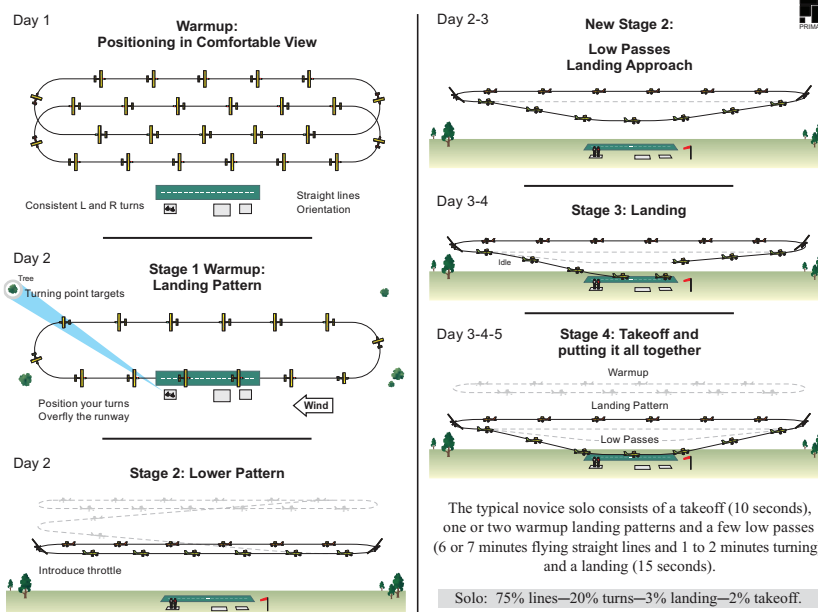 Day 1
Warmup:
Positioning in Comfortable View
Consistent L and R turns
Straight lines
Orientation
Day 2
Stage 1 Warmup:
Landing Pattern
Tree
Turning point targets
Position your turns
Overfly the runway
Wind
Day 2
Stage 2: Lower Pattern
Introduce throttle
Day 2-3
New Stage 2:
Low Passes
Landing Approach
Day 3-4
Stage 3: Landing
Idle
Day 3-4-5
Stage 4: Takeoff and
putting it all together
Warmup
Landing Pattern
Low Passes
The typical novice solo consists of a takeoff (10 seconds),
one or two warmup landing patterns and a few low passes
(6 or 7 minutes flying straight lines and 1 to 2 minutes turning
and a landing (15 seconds).
Solo: 75% lines—20% turns—3% landing—2% takeoff.